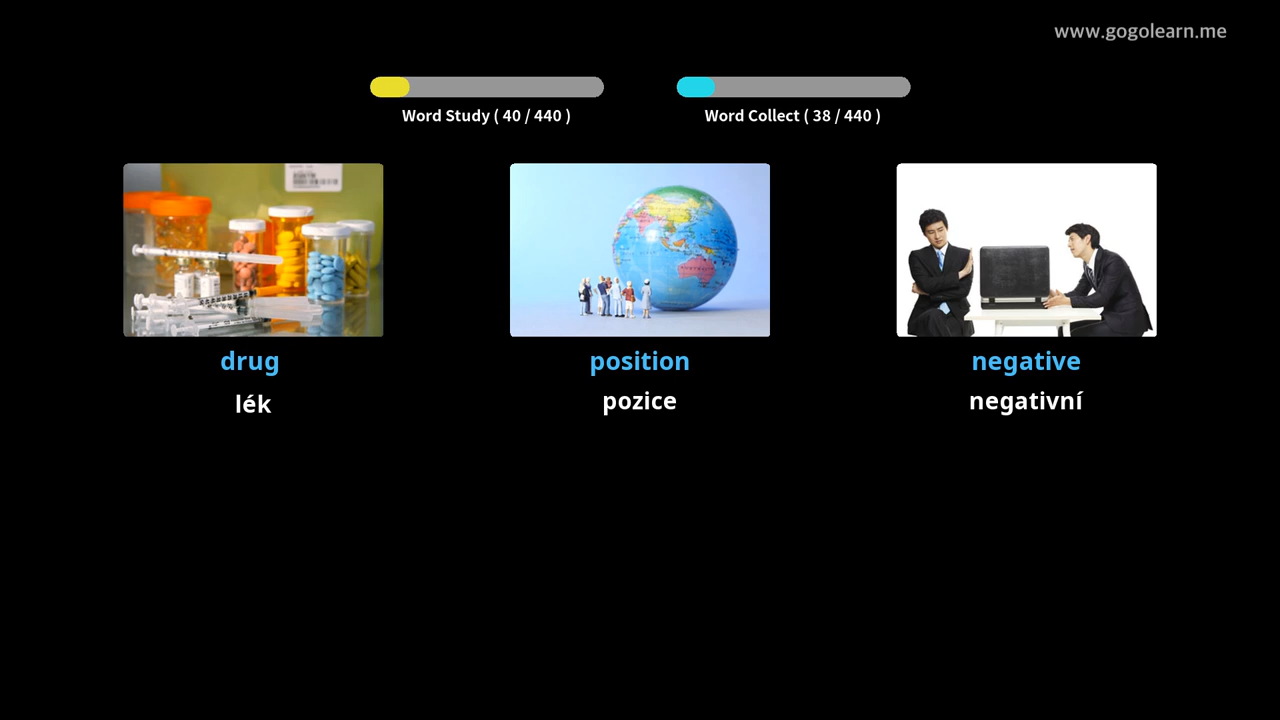 www.gogolearn.me
Word Study ( 40 / 440 )
Word Collect ( 38 / 440 )
drug
position
negative
lék
pozice
negativní